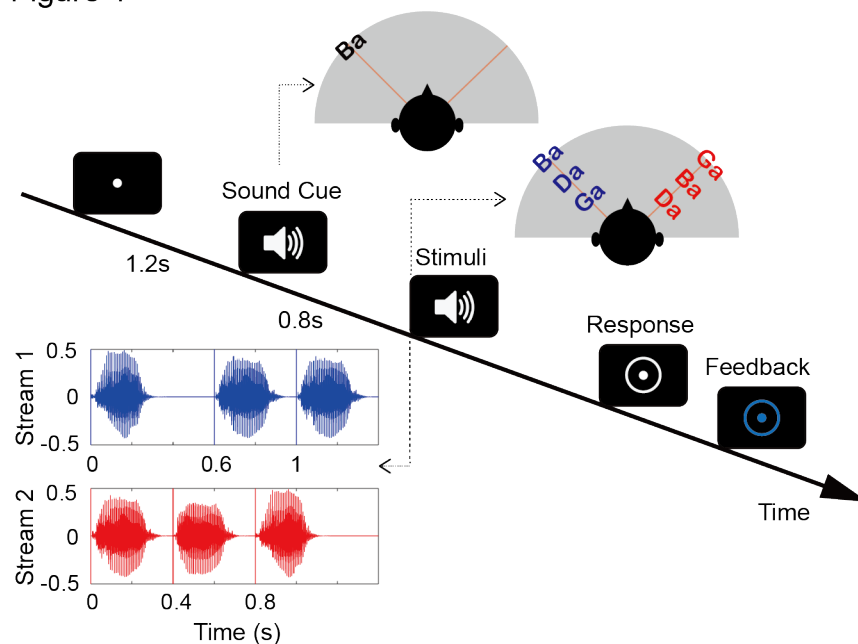 Ba
Ba
Da
Ga
Ga
Ba
Da
Sound Cue
1.2s
Stimuli
0.8s
Response
Feedback
Time
Stream 1
0.5
0
-0.5
0 0.6 1
Stream 2
0.5
0
-0.5
0 0.4 0.8
Time (s)